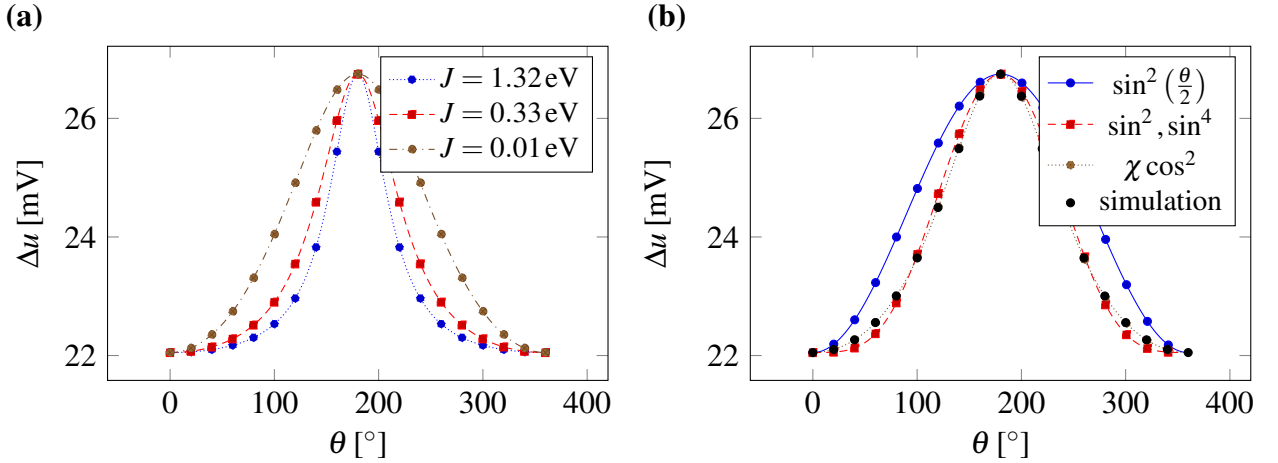 (a)
26
24
22
Δu [mV]
0 100 200 300 400
θ [°]
J = 1.32 eV
J = 0.33 eV
J = 0.01 eV
(b)
26
24
22
Δu [mV]
0 100 200 300 400
θ [°]
sin² (θ/2)
sin² , sin⁴
χ cos²
simulation